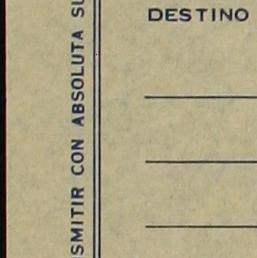 DESTINO
SMITIR CON ABSOLUTA SU